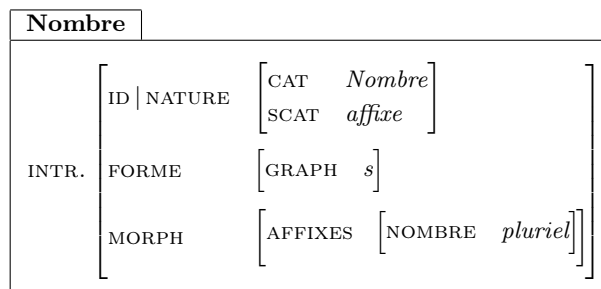 Nombre
ID | NATURE [CAT Nombre
SCAT affixe]
INTR. FORME [GRAPH s]
MORPH [AFFIXES [NOMBRE pluriel]]